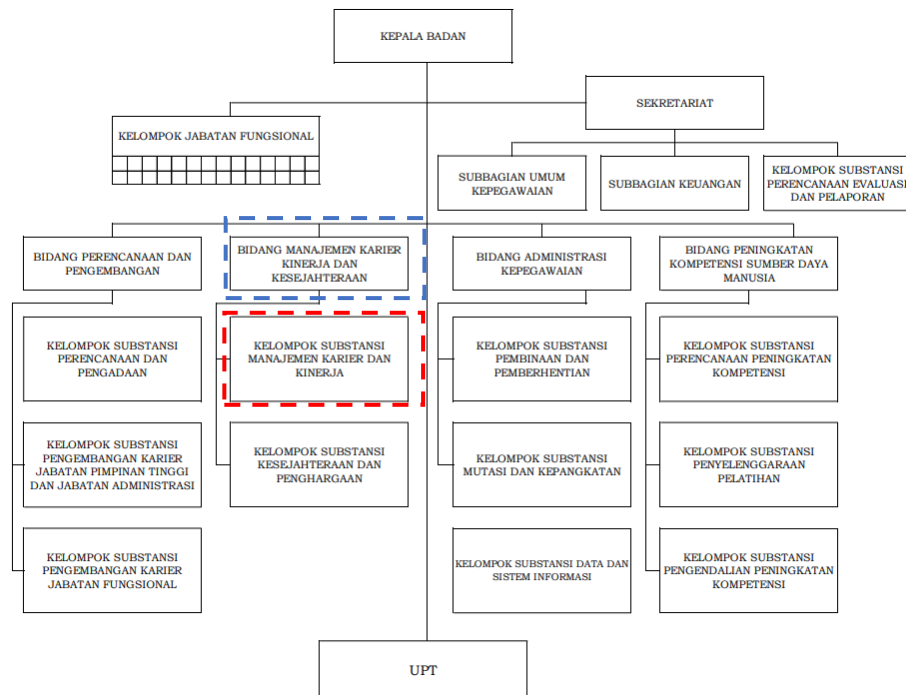 KEPALA BADAN
SEKRETARIAT
KELOMPOK JABATAN FUNGSIONAL
SUBBAGIAN UMUM
KEPEGAWAIAN
SUBBAGIAN KEUANGAN
KELOMPOK SUBSTANSI
PERENCANAAN EVALUASI
DAN PELAPORAN
BIDANG PERENCANAAN DAN
PENGEMBANGAN
BIDANG MANAJEMEN KARIER
KINERJA DAN
KESEJAHTERAAN
BIDANG ADMINISTRASI
KEPEGAWAIAN
BIDANG PENINGKATAN
KOMPETENSI SUMBER DAYA
MANUSIA
KELOMPOK SUBSTANSI
PERENCANAAN DAN
PENGADAAN
KELOMPOK SUBSTANSI
MANAJEMEN KARIER DAN
KINERJA
KELOMPOK SUBSTANSI
PEMBINAAN DAN
PEMBERHENTIAN
KELOMPOK SUBSTANSI
PERENCANAAN PENINGKATAN
KOMPETENSI
KELOMPOK SUBSTANSI
PENGEMBANGAN KARIER
JABATAN PIMPINAN TINGGI
DAN JABATAN ADMINISTRASI
KELOMPOK SUBSTANSI
KESEJAHTERAAN DAN
PENGHARGAAN
KELOMPOK SUBSTANSI
MUTASI DAN KEPANGKATAN
KELOMPOK SUBSTANSI
PENYELENGGARAAN
PELATIHAN
KELOMPOK SUBSTANSI
PENGEMBANGAN KARIER
JABATAN FUNGSIONAL
KELOMPOK SUBSTANSI DATA DAN
SISTEM INFORMASI
KELOMPOK SUBSTANSI
PENGENDALIAN PENINGKATAN
KOMPETENSI
UPT